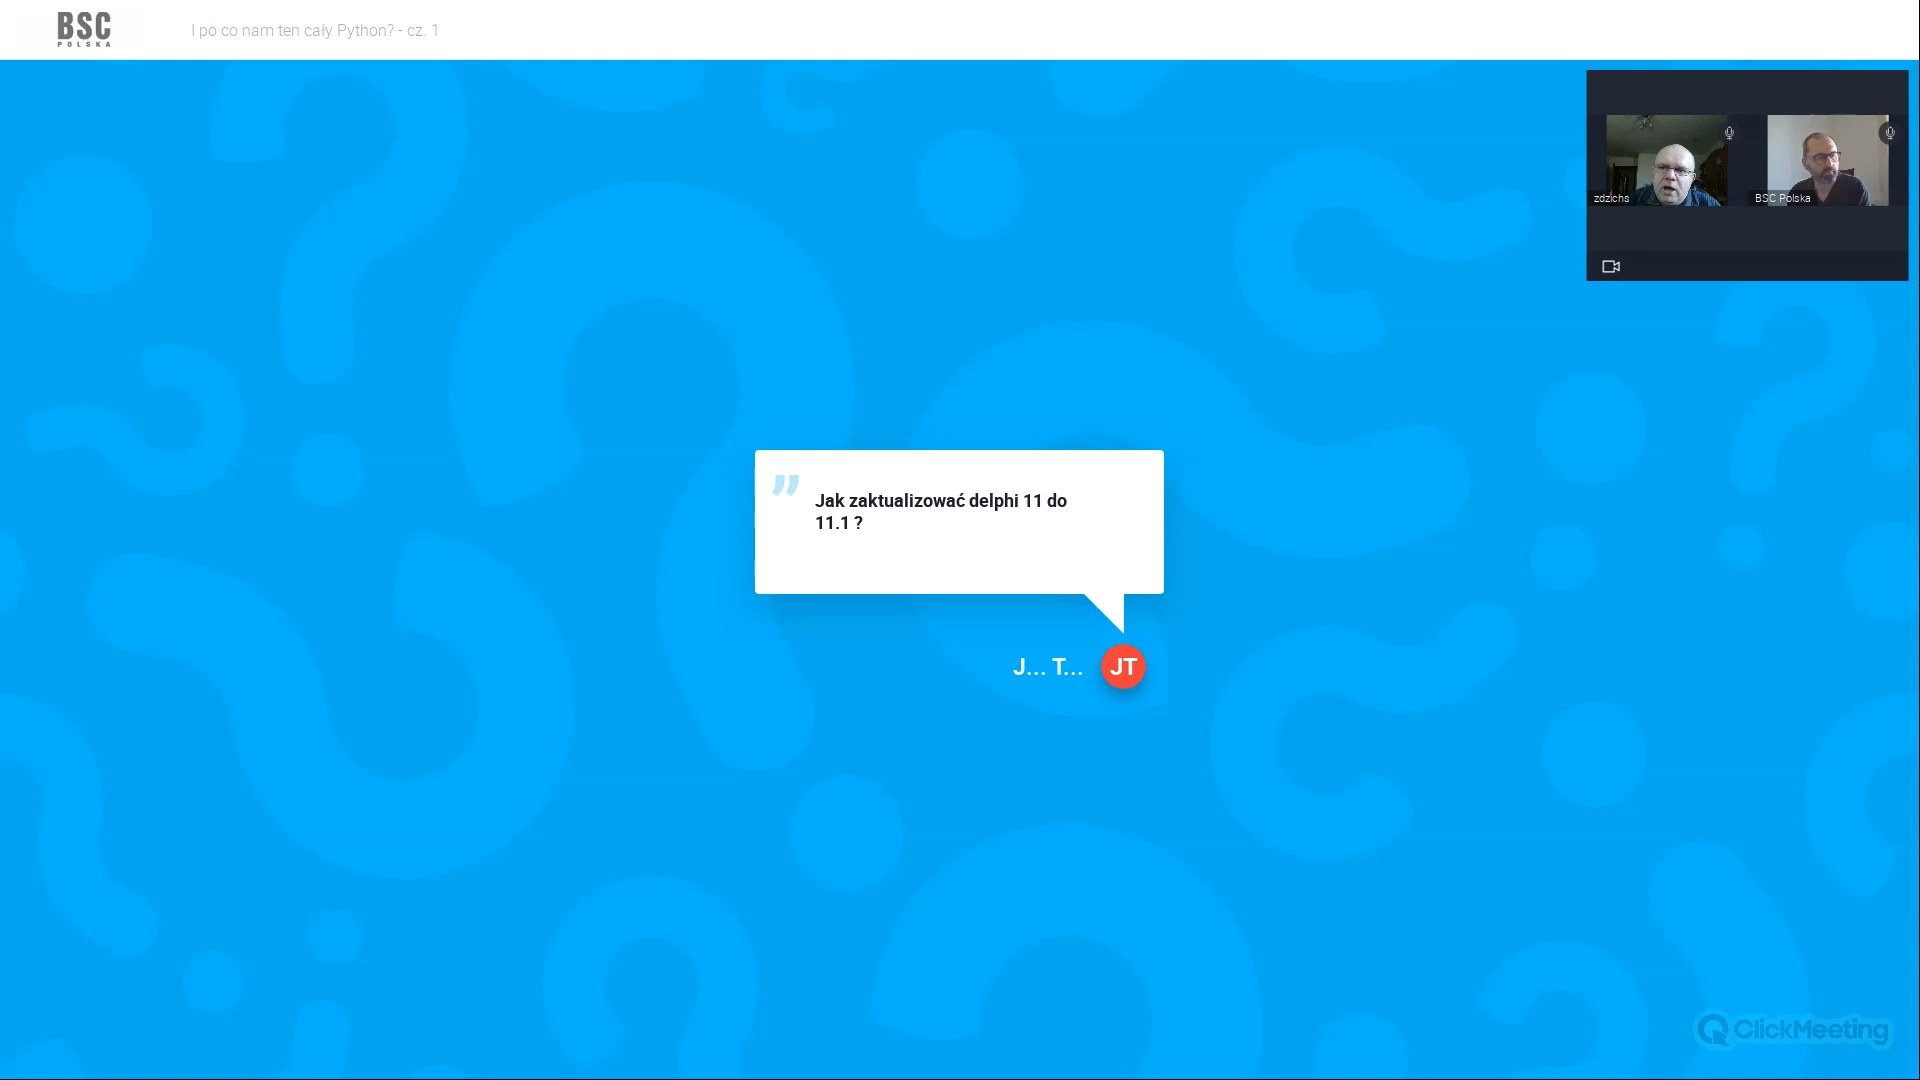 BSC
POLSKA
I po co nam ten cały Python? - cz. 1
zdzichs
BSC Polska
Jak zaktualizować delphi 11 do
11.1 ?
J... T...
JT
ClickMeeting